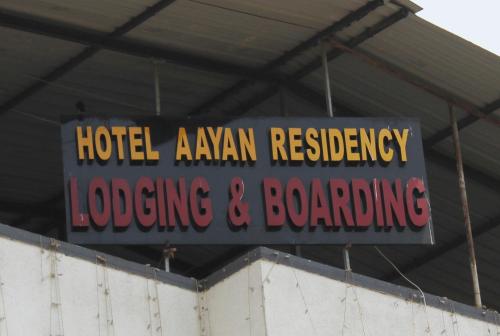 HOTEL AAYAN RESIDENCY
LODGING & BOARDING